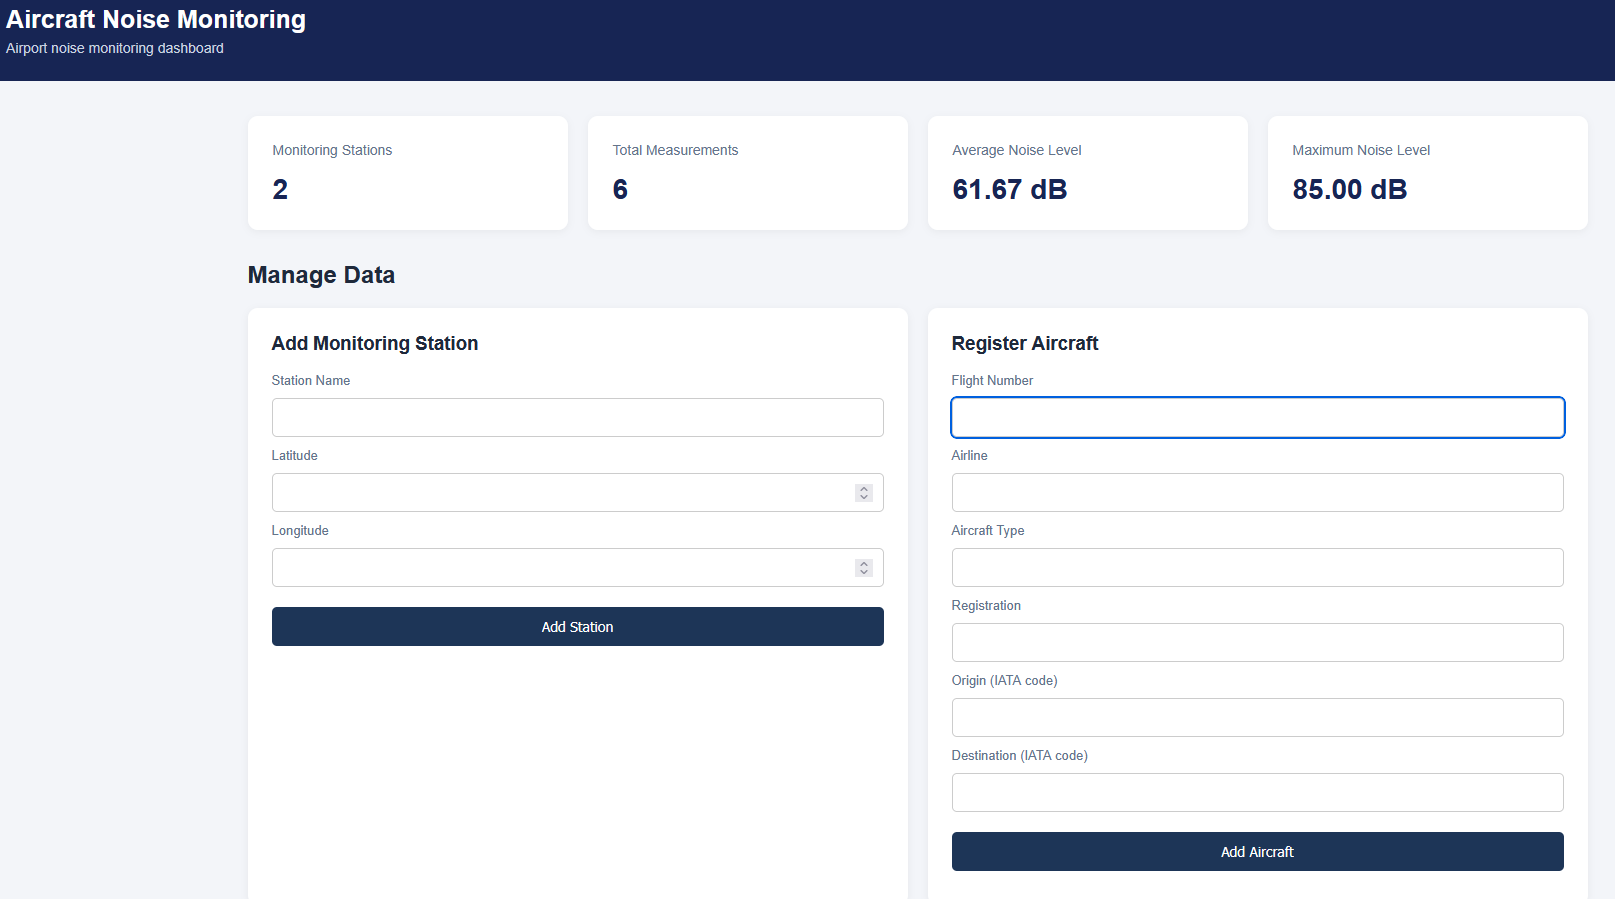 Aircraft Noise Monitoring
Airport noise monitoring dashboard
Monitoring Stations
2
Total Measurements
6
Average Noise Level
61.67 dB
Maximum Noise Level
85.00 dB
Manage Data
Add Monitoring Station
Station Name
Latitude
Longitude
Add Station
Register Aircraft
Flight Number
Airline
Aircraft Type
Registration
Origin (IATA code)
Destination (IATA code)
Add Aircraft